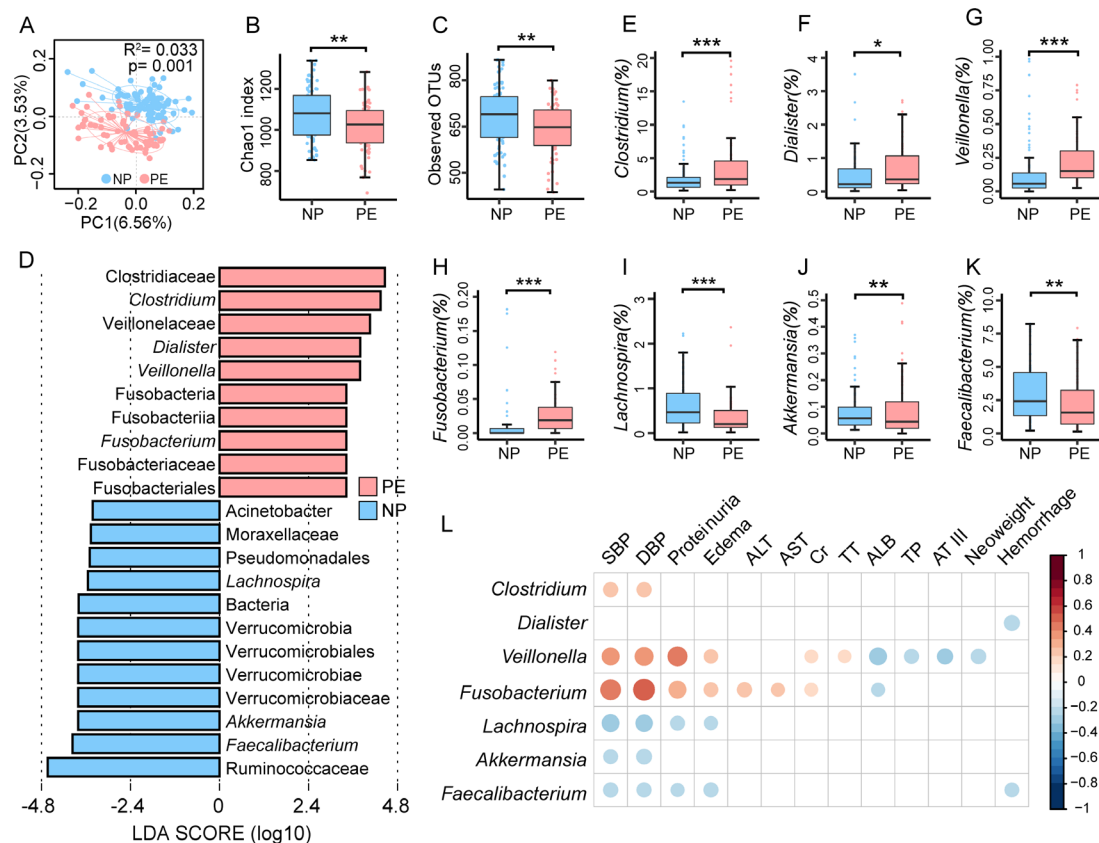 A
R²= 0.033
p= 0.001
PC2(3.53%)
0.2
0.0
−0.2
NP PE
−0.2 0.0 0.2
PC1(6.56%)
B
**
Chao1 index
1200
1000
800
NP PE
C
**
Observed OTUs
800
650
500
NP PE
E
***
Clostridium(%)
20
15
10
5
0
NP PE
F
*
Dialister(%)
4
3
2
1
0
NP PE
G
***
Veillonella(%)
1.00
0.75
0.50
0.25
0.00
NP PE
D
Clostridiaceae
Clostridium
Veillonelaceae
Dialister
Veillonella
Fusobacteria
Fusobacteriia
Fusobacterium
Fusobacteriaceae
Fusobacteriales
PE
NP
Acinetobacter
Moraxellaceae
Pseudomonadales
Lachnospira
Bacteria
Verrucomicrobia
Verrucomicrobiales
Verrucomicrobiae
Verrucomicrobiaceae
Akkermansia
Faecalibacterium
Ruminococcaceae
-4.8 -2.4 0 2.4 4.8
LDA SCORE (log10)
H
***
Fusobacterium(%)
0.20
0.15
0.10
0.05
0.00
NP PE
I
***
Lachnospira(%)
3
2
1
0
NP PE
J
**
Akkermansia(%)
0.5
0.4
0.3
0.2
0.1
0.0
NP PE
K
**
Faecalibacterium(%)
10.0
7.5
5.0
2.5
0.0
NP PE
L
SBP DBP Proteinuria Edema ALT AST Cr TT ALB TP AT III Neoweight Hemorrhage
Clostridium
Dialister
Veillonella
Fusobacterium
Lachnospira
Akkermansia
Faecalibacterium
1
0.8
0.6
0.4
0.2
0
−0.2
−0.4
−0.6
−0.8
−1